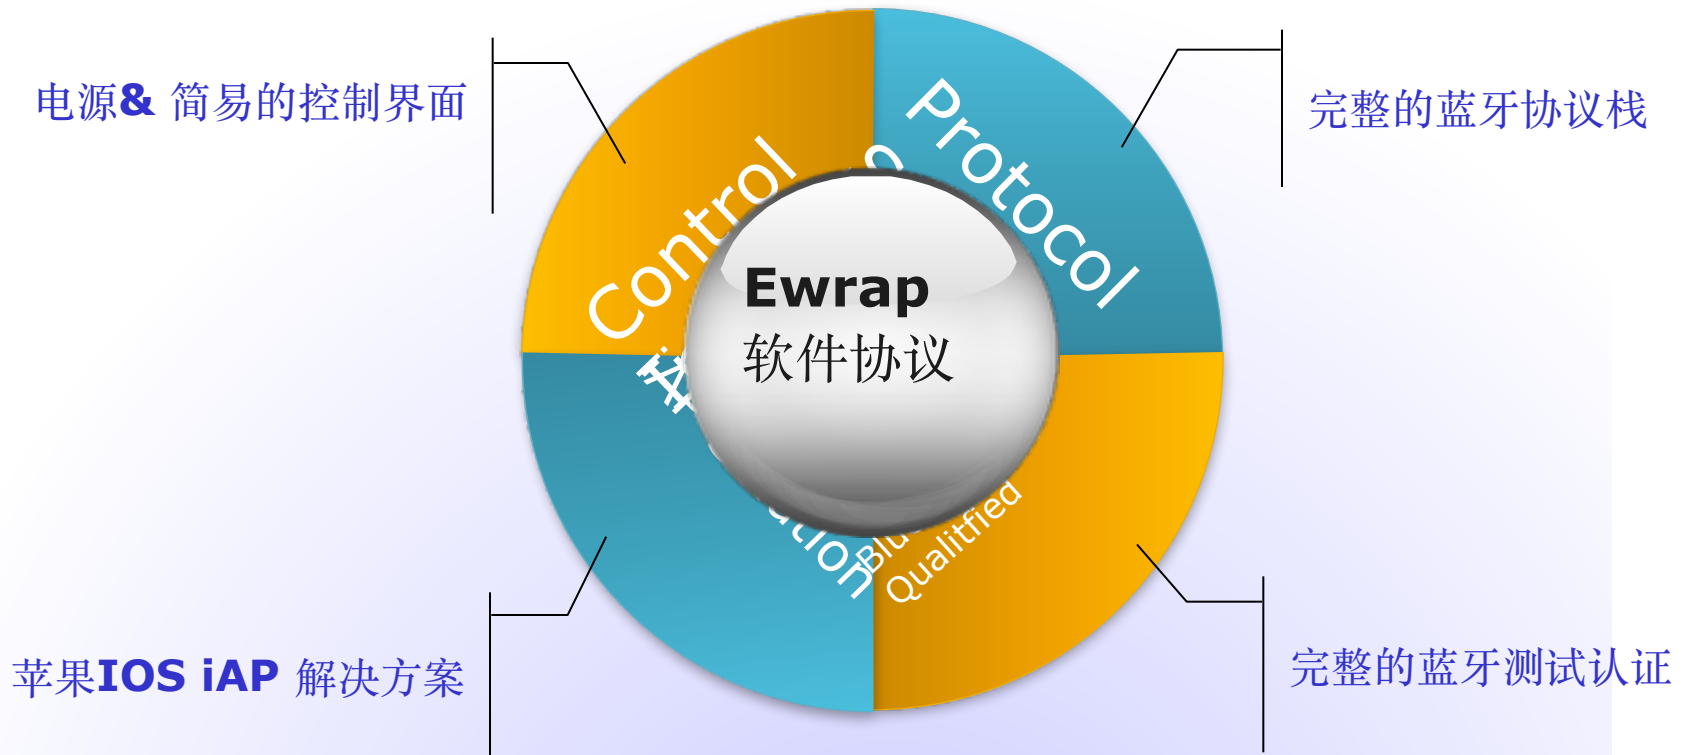 电源& 简易的控制界面
完整的蓝牙协议栈
Control
Protocol
Ewrap
软件协议
Qualitfied
苹果IOS iAP 解决方案
完整的蓝牙测试认证